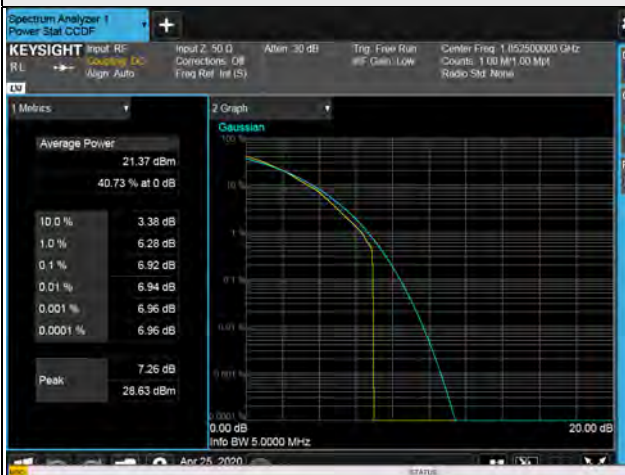 Spectrum Analyzer 1
Power Stat CCDF
KEYSIGHT Input: RF Input Z: 50 Ω Atten: 30 dB Trig: Free Run Center Freq: 1.852500000 GHz
RL Coupling: DC Corrections: Off #IF Gain: Low Counts: 1.00 M/1.00 Mpt
Align: Auto Freq Ref: Int (S) Radio Std: None
1 Metrics
2 Graph
Gaussian
Average Power
21.37 dBm
40.73 % at 0 dB
10.0 % 3.38 dB
1.0 % 6.28 dB
0.1 % 6.92 dB
0.01 % 6.94 dB
0.001 % 6.96 dB
0.0001 % 6.96 dB
Peak 7.26 dB
28.63 dBm
100 %
10 %
1 %
0.1 %
0.01 %
0.001 %
0.0001 %
0.00 dB 20.00 dB
Info BW 5.0000 MHz
Apr 25, 2020
MSG STATUS